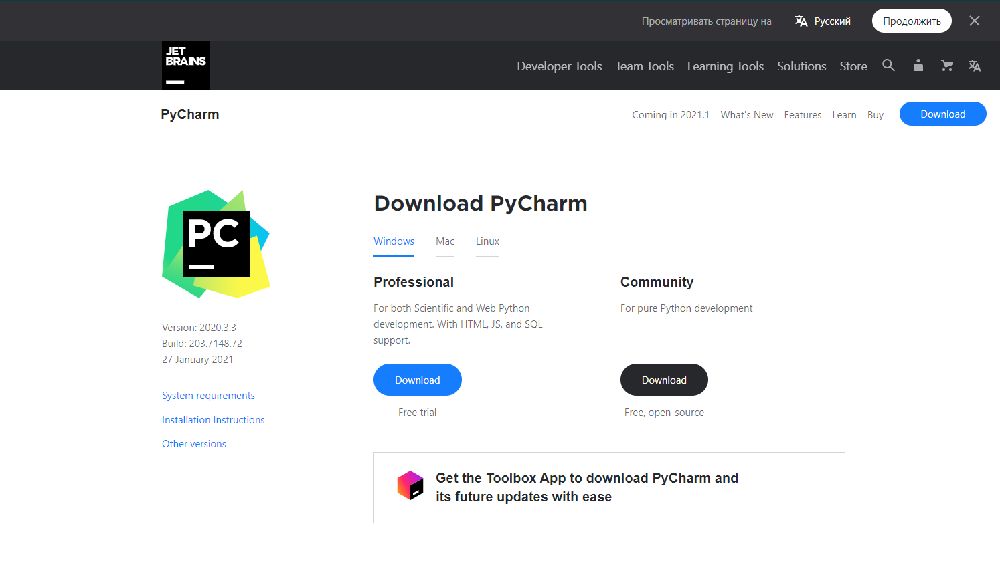 Просматривать страницу на Русский Продолжить
JET
BRAINS
Developer Tools Team Tools Learning Tools Solutions Store
PyCharm
Coming in 2021.1 What's New Features Learn Buy Download
PC
Version: 2020.3.3
Build: 203.7148.72
27 January 2021
System requirements
Installation Instructions
Other versions
Download PyCharm
Windows Mac Linux
Professional
For both Scientific and Web Python
development. With HTML, JS, and SQL
support.
Download
Free trial
Community
For pure Python development
Download
Free, open-source
Get the Toolbox App to download PyCharm and
its future updates with ease